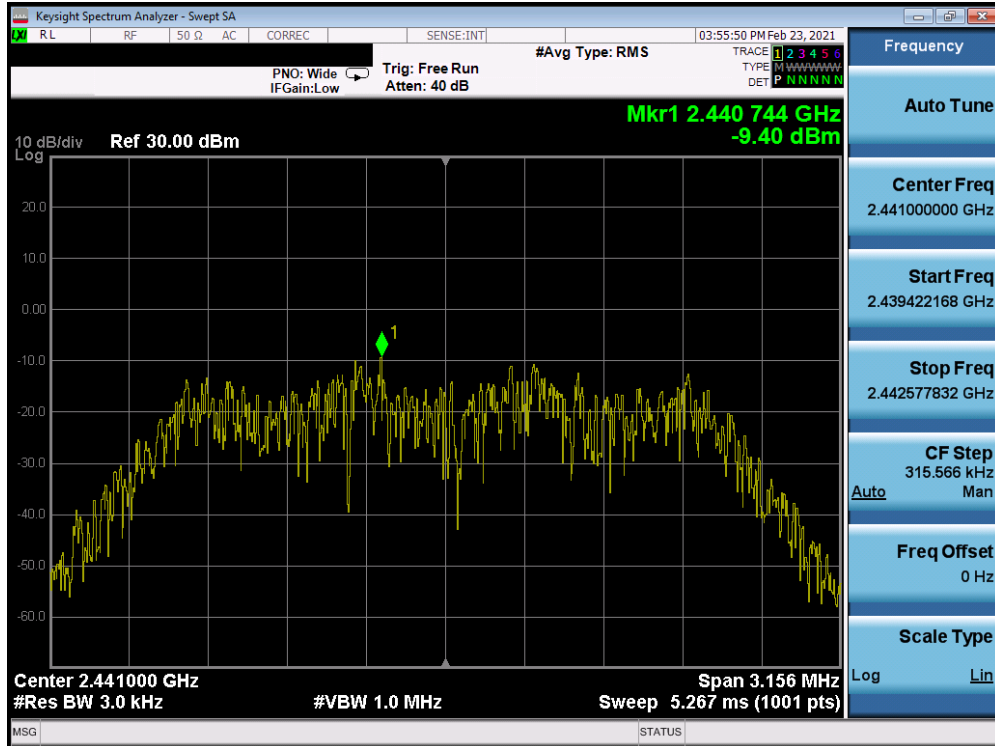 Keysight Spectrum Analyzer - Swept SA
LXI RL RF 50 Ω AC CORREC SENSE:INT 03:55:50 PM Feb 23, 2021
#Avg Type: RMS TRACE 1 2 3 4 5 6
PNO: Wide Trig: Free Run TYPE M WWWWW
IFGain:Low Atten: 40 dB DET P N N N N N
Mkr1 2.440 744 GHz
-9.40 dBm
10 dB/div Ref 30.00 dBm
Log
20.0
10.0
0.00
1
-10.0
-20.0
-30.0
-40.0
-50.0
-60.0
Center 2.441000 GHz Span 3.156 MHz
#Res BW 3.0 kHz #VBW 1.0 MHz Sweep 5.267 ms (1001 pts)
MSG STATUS
Frequency
Auto Tune
Center Freq
2.441000000 GHz
Start Freq
2.439422168 GHz
Stop Freq
2.442577832 GHz
CF Step
315.566 kHz
Auto Man
Freq Offset
0 Hz
Scale Type
Log Lin